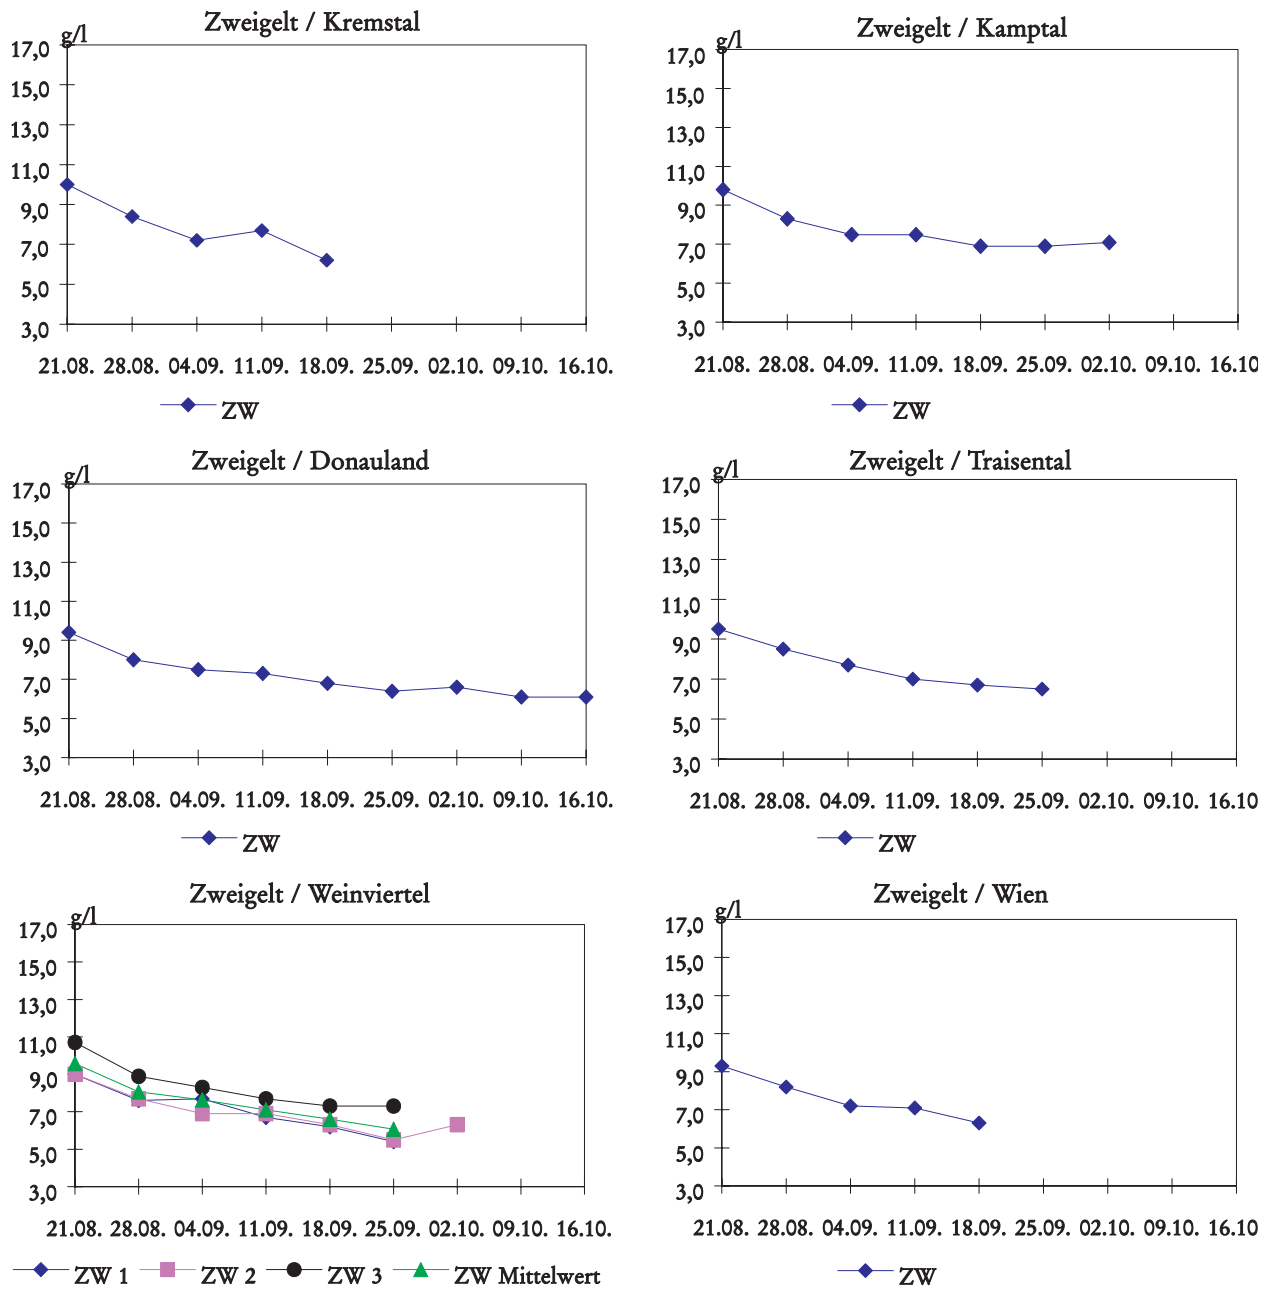 Zweigelt / Kremstal
g/l
17,0
15,0
13,0
11,0
9,0
7,0
5,0
3,0
21.08. 28.08. 04.09. 11.09. 18.09. 25.09. 02.10. 09.10. 16.10.
ZW
Zweigelt / Kamptal
g/l
17,0
15,0
13,0
11,0
9,0
7,0
5,0
3,0
21.08. 28.08. 04.09. 11.09. 18.09. 25.09. 02.10. 09.10. 16.10
ZW
Zweigelt / Donauland
g/l
17,0
15,0
13,0
11,0
9,0
7,0
5,0
3,0
21.08. 28.08. 04.09. 11.09. 18.09. 25.09. 02.10. 09.10. 16.10.
ZW
Zweigelt / Traisental
g/l
17,0
15,0
13,0
11,0
9,0
7,0
5,0
3,0
21.08. 28.08. 04.09. 11.09. 18.09. 25.09. 02.10. 09.10. 16.10
ZW
Zweigelt / Weinviertel
g/l
17,0
15,0
13,0
11,0
9,0
7,0
5,0
3,0
21.08. 28.08. 04.09. 11.09. 18.09. 25.09. 02.10. 09.10. 16.10.
ZW 1 ZW 2 ZW 3 ZW Mittelwert
Zweigelt / Wien
g/l
17,0
15,0
13,0
11,0
9,0
7,0
5,0
3,0
21.08. 28.08. 04.09. 11.09. 18.09. 25.09. 02.10. 09.10. 16.10
ZW